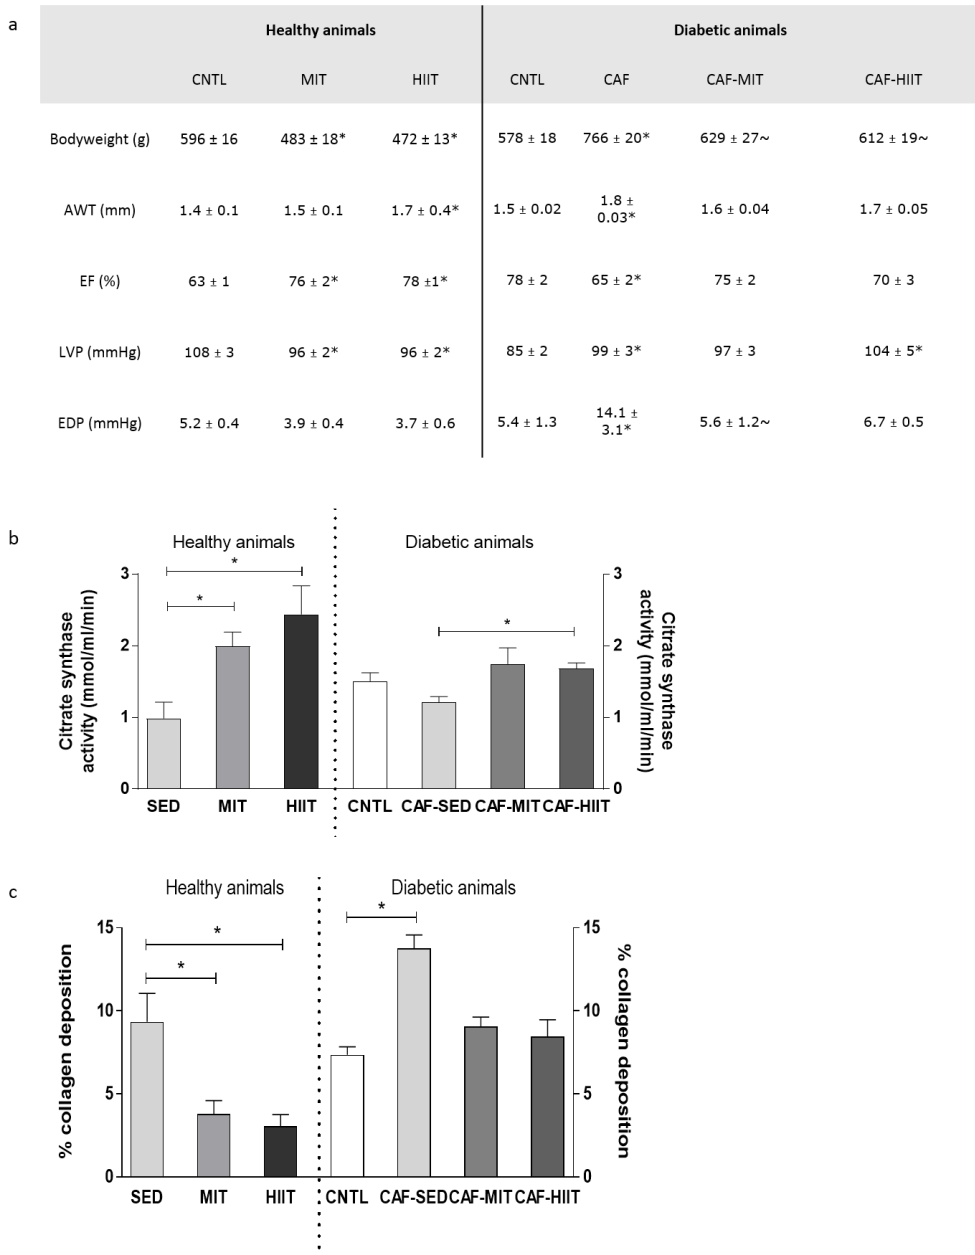 a
Healthy animals Diabetic animals
CNTL MIT HIIT CNTL CAF CAF-MIT CAF-HIIT
Bodyweight (g) 596 ± 16 483 ± 18* 472 ± 13* 578 ± 18 766 ± 20* 629 ± 27~ 612 ± 19~
AWT (mm) 1.4 ± 0.1 1.5 ± 0.1 1.7 ± 0.4* 1.5 ± 0.02 1.8 ± 0.03* 1.6 ± 0.04 1.7 ± 0.05
EF (%) 63 ± 1 76 ± 2* 78 ±1* 78 ± 2 65 ± 2* 75 ± 2 70 ± 3
LVP (mmHg) 108 ± 3 96 ± 2* 96 ± 2* 85 ± 2 99 ± 3* 97 ± 3 104 ± 5*
EDP (mmHg) 5.2 ± 0.4 3.9 ± 0.4 3.7 ± 0.6 5.4 ± 1.3 14.1 ± 3.1* 5.6 ± 1.2~ 6.7 ± 0.5
b
Healthy animals Diabetic animals
Citrate synthase
activity (mmol/ml/min)
3
2
1
0
*
*
SED MIT HIIT
*
CNTL CAF-SED CAF-MIT CAF-HIIT
3
2
1
0
Citrate synthase
activity (mmol/ml/min)
c
Healthy animals Diabetic animals
% collagen deposition
15
10
5
0
*
*
SED MIT HIIT
*
CNTL CAF-SED CAF-MIT CAF-HIIT
15
10
5
0
% collagen deposition